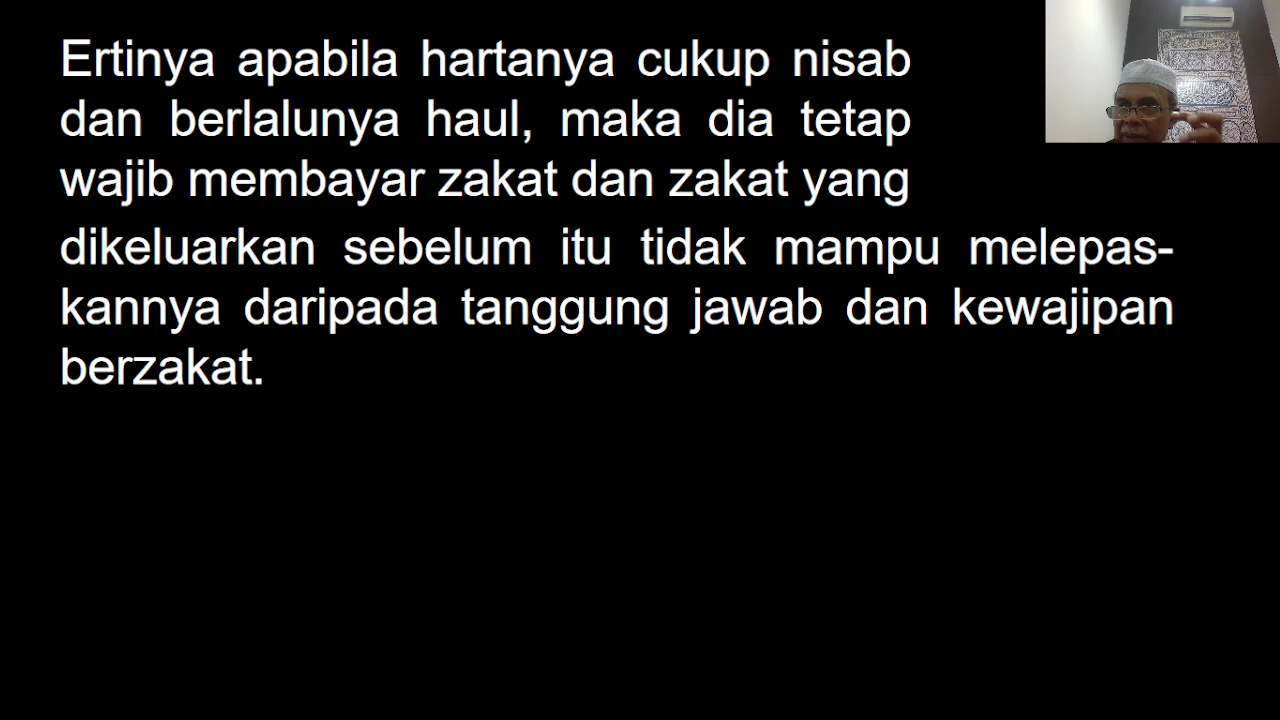 Ertinya apabila hartanya cukup nisab
dan berlalunya haul, maka dia tetap
wajib membayar zakat dan zakat yang
dikeluarkan sebelum itu tidak mampu melepas-
kannya daripada tanggung jawab dan kewajipan
berzakat.